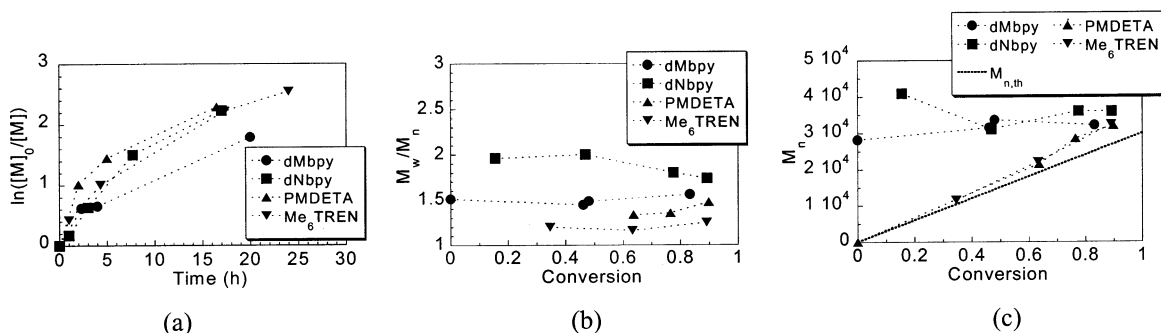 ln([M]0/[M])
3
2
1
0
0 5 10 15 20 25 30
Time (h)
dMbpy
dNbpy
PMDETA
Me6TREN
(a)
Mw/Mn
3
2.5
2
1.5
1
0 0.2 0.4 0.6 0.8 1
Conversion
dMbpy
dNbpy
PMDETA
Me6TREN
(b)
Mn
5 10^4
4 10^4
3 10^4
2 10^4
1 10^4
0
0 0.2 0.4 0.6 0.8 1
Conversion
dMbpy PMDETA
dNbpy Me6TREN
Mn,th
(c)